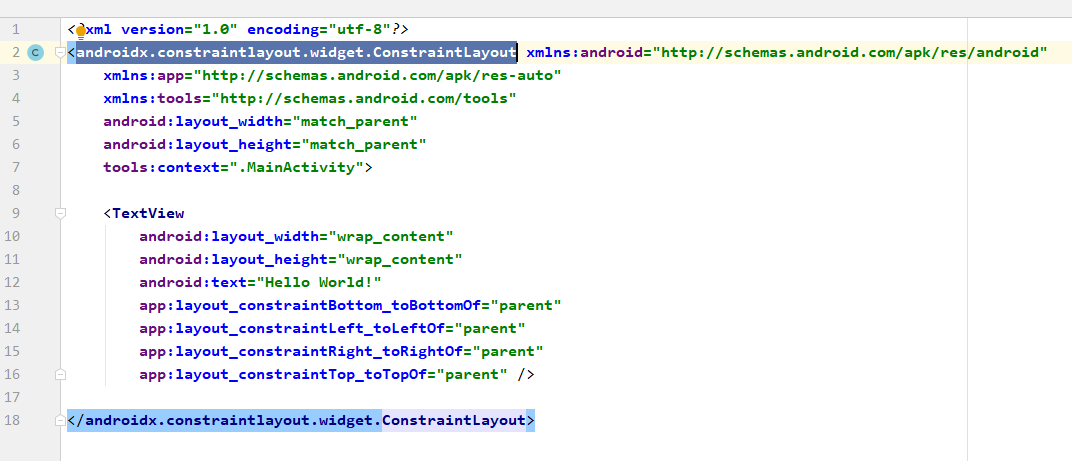 1 <?xml version="1.0" encoding="utf-8"?>
2 C <androidx.constraintlayout.widget.ConstraintLayout xmlns:android="http://schemas.android.com/apk/res/android"
3     xmlns:app="http://schemas.android.com/apk/res-auto"
4     xmlns:tools="http://schemas.android.com/tools"
5     android:layout_width="match_parent"
6     android:layout_height="match_parent"
7     tools:context=".MainActivity">
8
9     <TextView
10         android:layout_width="wrap_content"
11         android:layout_height="wrap_content"
12         android:text="Hello World!"
13         app:layout_constraintBottom_toBottomOf="parent"
14         app:layout_constraintLeft_toLeftOf="parent"
15         app:layout_constraintRight_toRightOf="parent"
16         app:layout_constraintTop_toTopOf="parent" />
17
18 </androidx.constraintlayout.widget.ConstraintLayout>